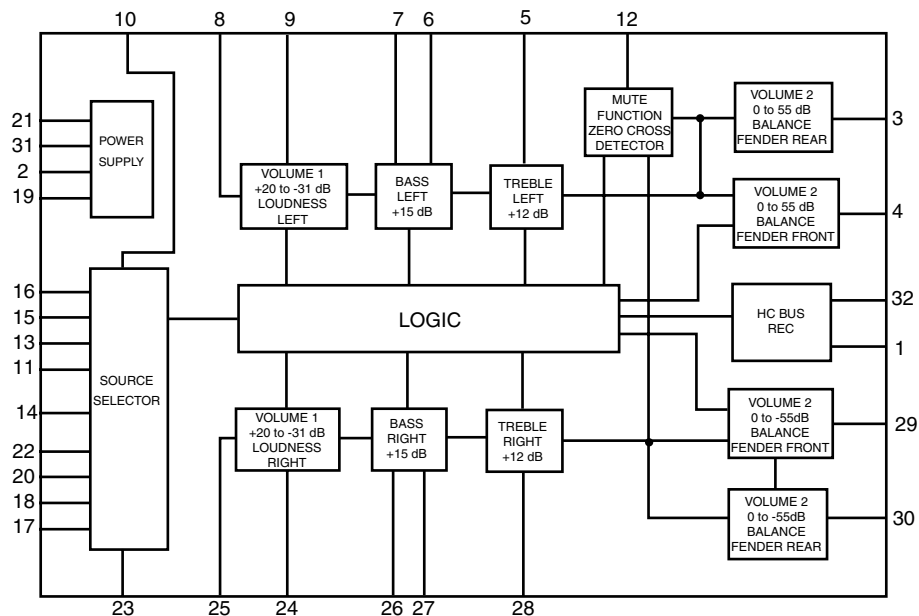 10
8
9
7
6
5
12
21
31
2
19
POWER
SUPPLY
VOLUME 1
+20 to -31 dB
LOUDNESS
LEFT
BASS
LEFT
+15 dB
TREBLE
LEFT
+12 dB
MUTE
FUNCTION
ZERO CROSS
DETECTOR
VOLUME 2
0 to 55 dB
BALANCE
FENDER REAR
3
VOLUME 2
0 to 55 dB
BALANCE
FENDER FRONT
4
16
15
13
11
14
22
20
18
17
SOURCE
SELECTOR
LOGIC
HC BUS
REC
32
1
VOLUME 1
+20 to -31 dB
LOUDNESS
RIGHT
BASS
RIGHT
+15 dB
TREBLE
RIGHT
+12 dB
VOLUME 2
0 to -55dB
BALANCE
FENDER FRONT
29
VOLUME 2
0 to -55dB
BALANCE
FENDER REAR
30
23
25
24
26
27
28